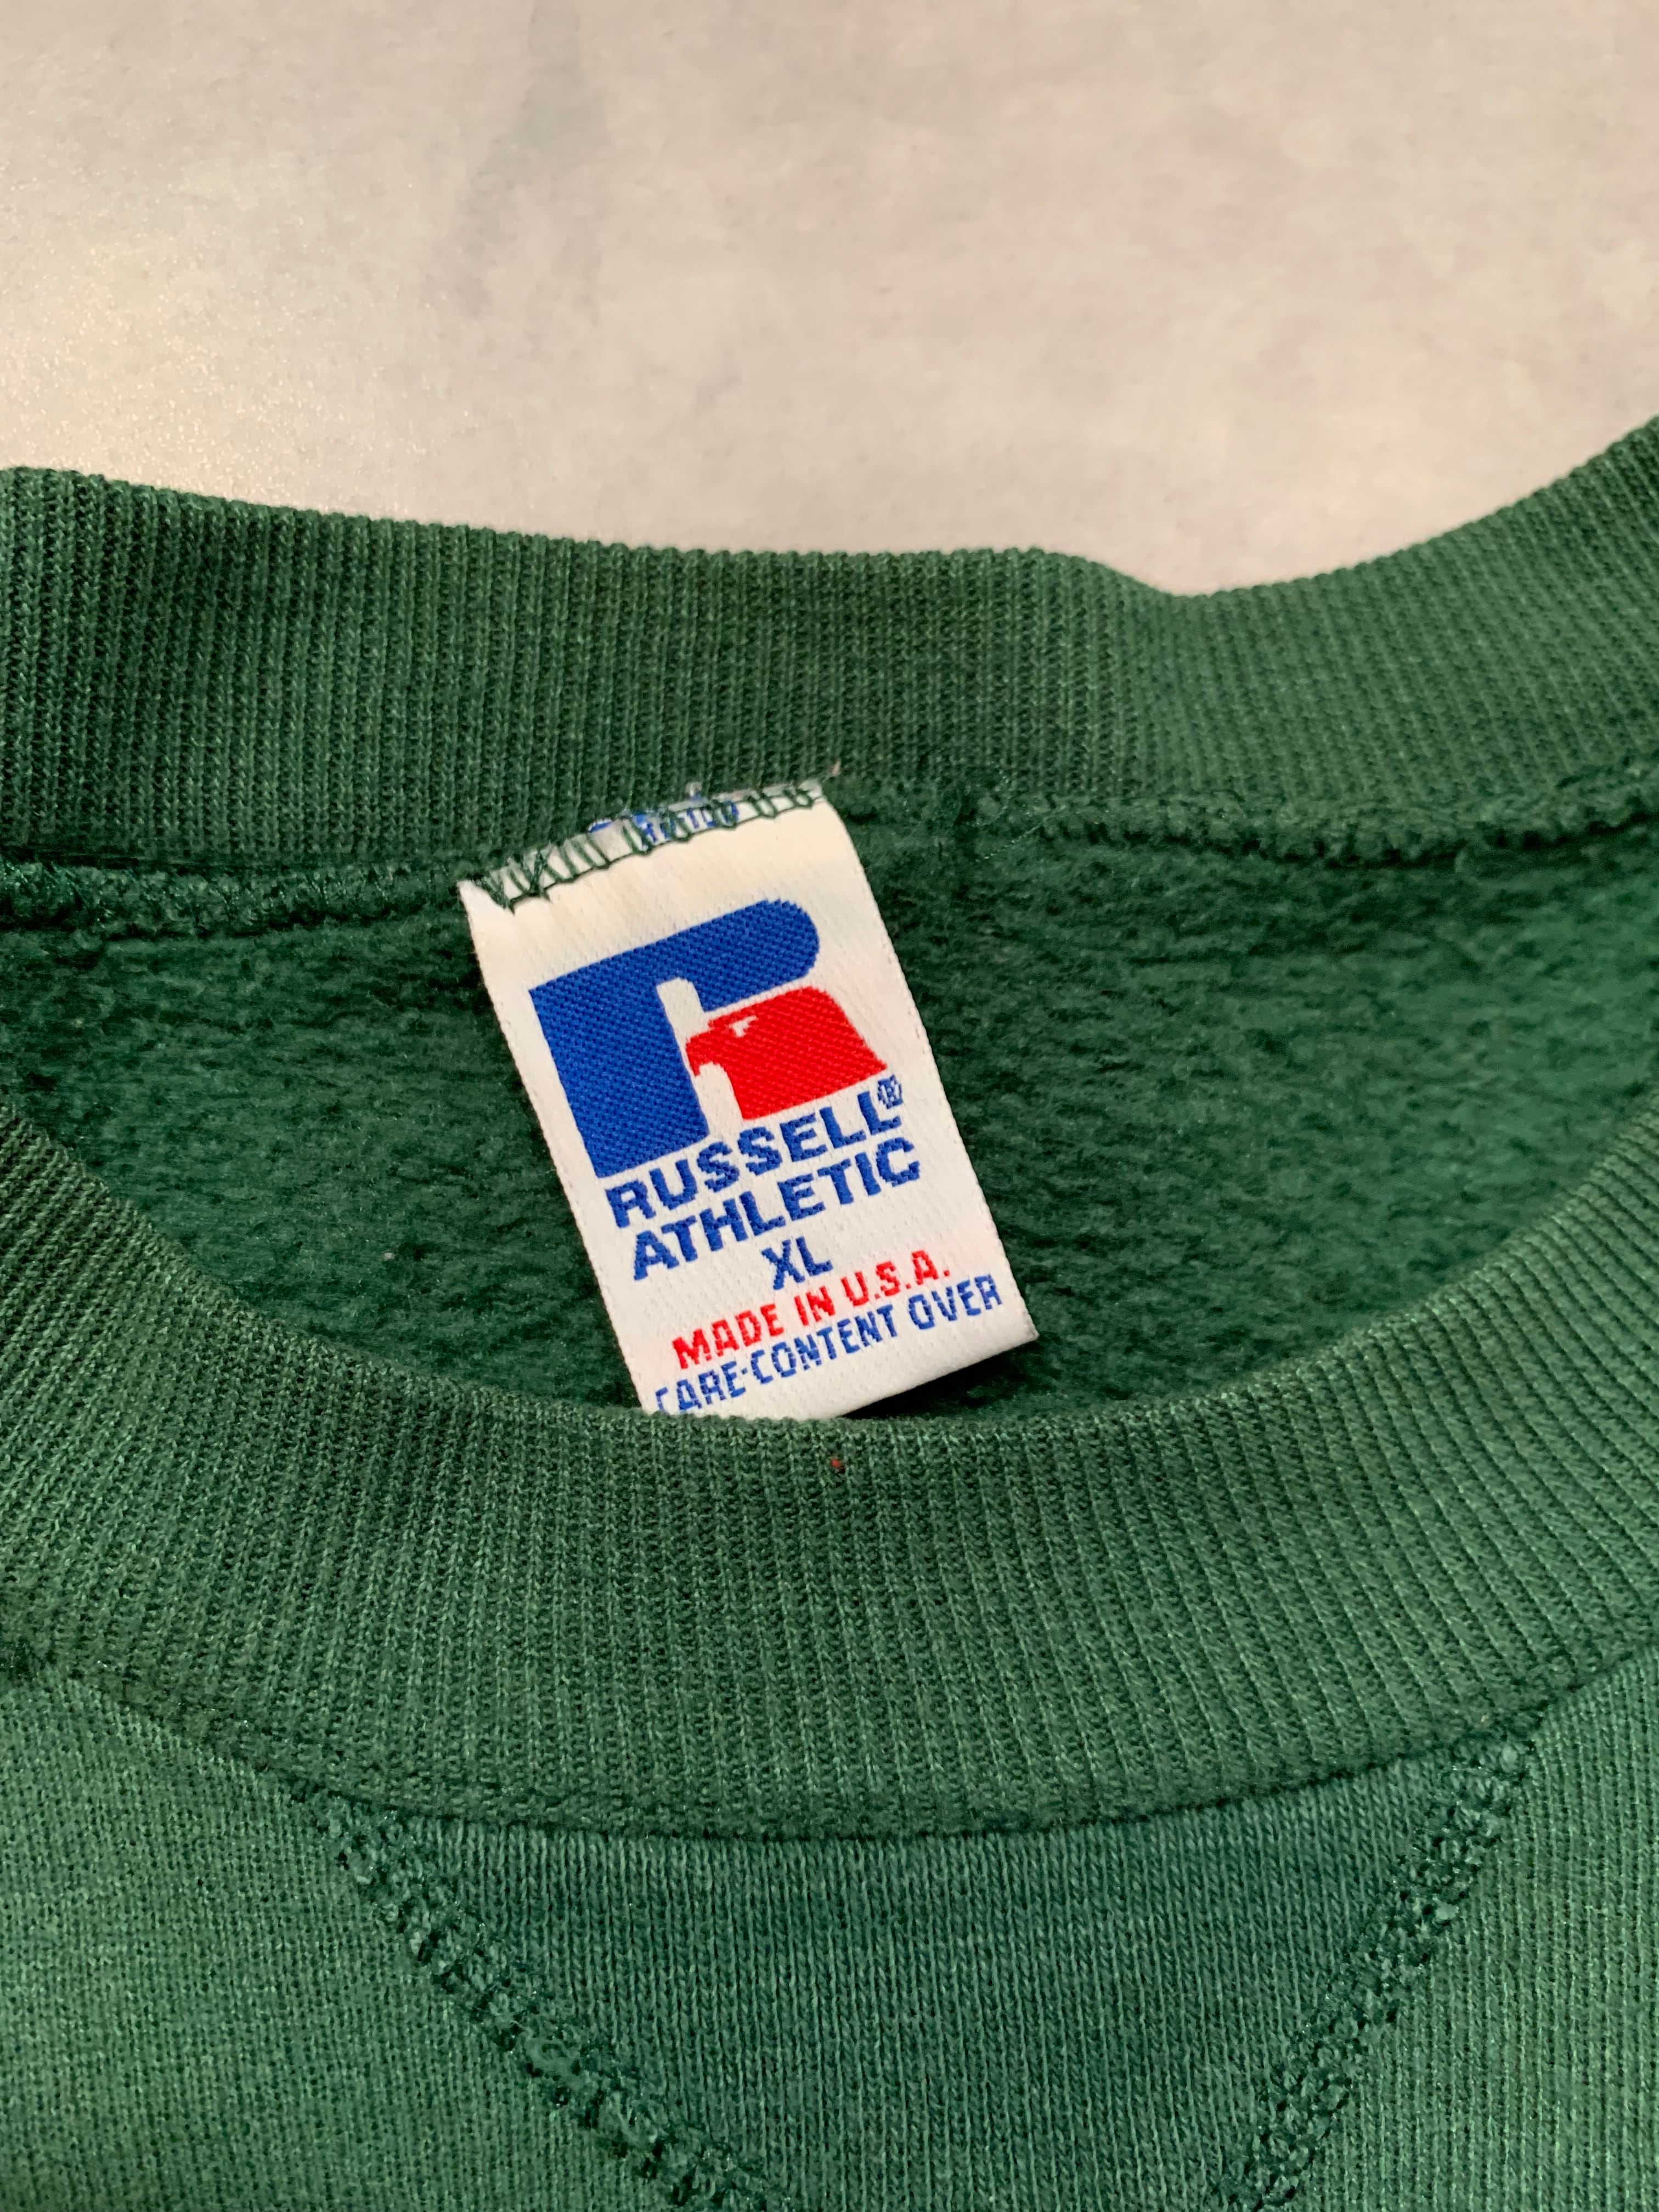 RUSSELL®
ATHLETIC
XL
MADE IN U.S.A.
CARE-CONTENT OVER